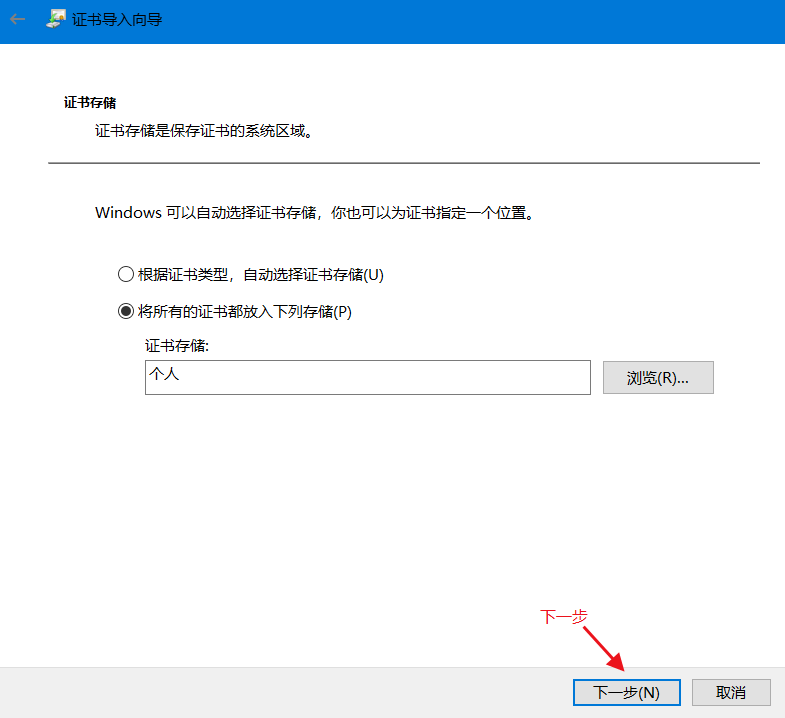 证书导入向导
证书存储
证书存储是保存证书的系统区域。
Windows 可以自动选择证书存储，你也可以为证书指定一个位置。
根据证书类型，自动选择证书存储(U)
将所有的证书都放入下列存储(P)
证书存储:
个人
浏览(R)...
下一步
下一步(N)
取消